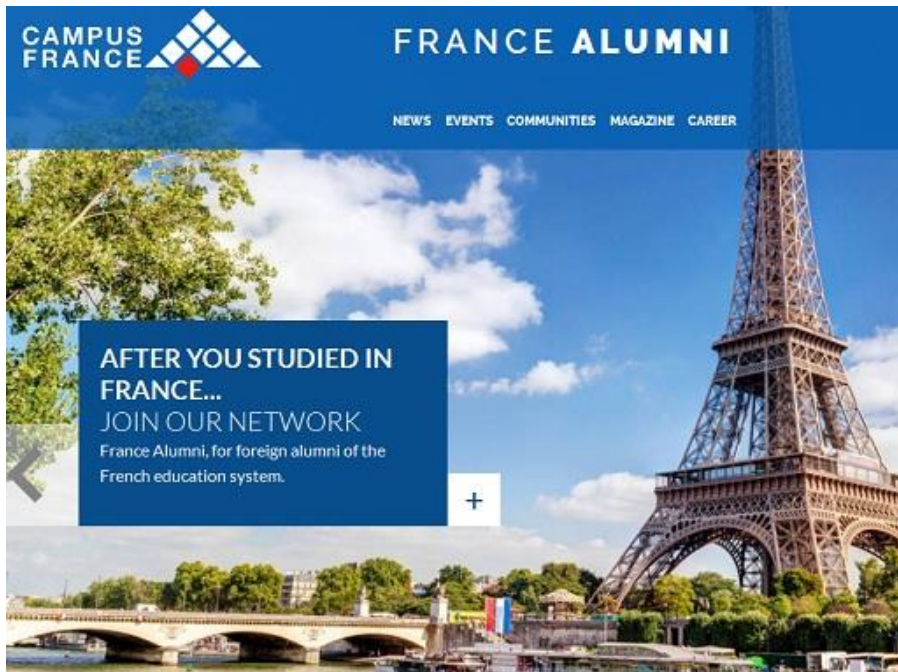 CAMPUS
FRANCE
FRANCE ALUMNI
NEWS EVENTS COMMUNITIES MAGAZINE CAREER
AFTER YOU STUDIED IN
FRANCE...
JOIN OUR NETWORK
France Alumni, for foreign alumni of the
French education system.
+